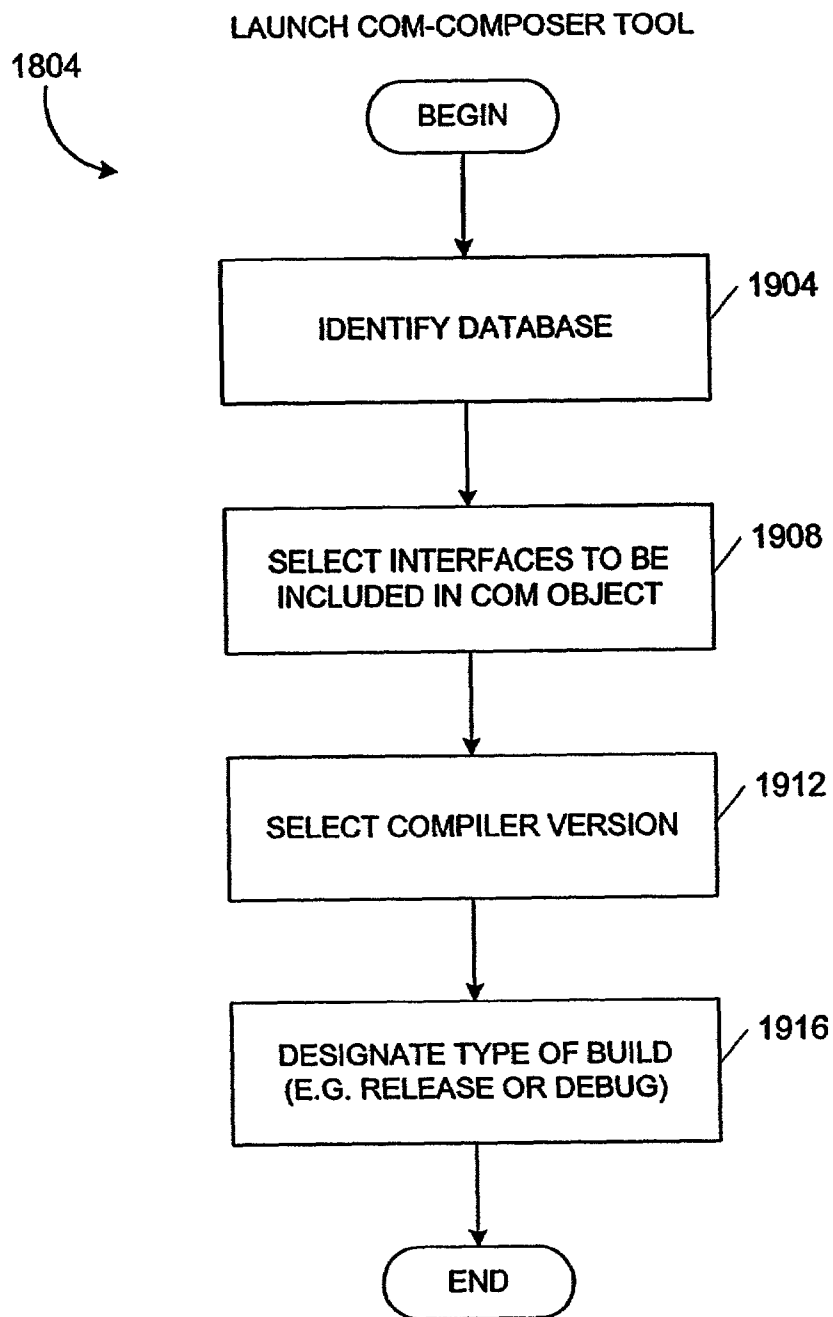 LAUNCH COM-COMPOSER TOOL
1804
BEGIN
1904
IDENTIFY DATABASE
1908
SELECT INTERFACES TO BE
INCLUDED IN COM OBJECT
1912
SELECT COMPILER VERSION
1916
DESIGNATE TYPE OF BUILD
(E.G. RELEASE OR DEBUG)
END